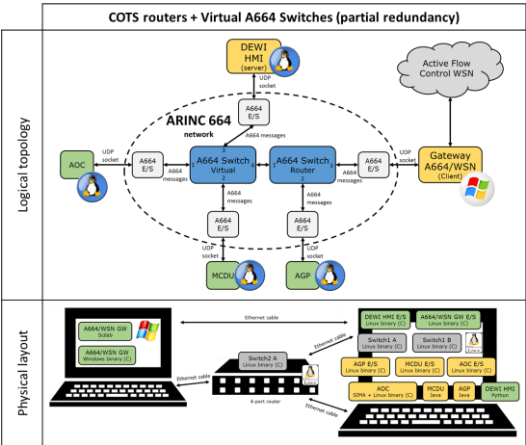 COTS routers + Virtual A664 Switches (partial redundancy)
Logical topology
DEWI
HMI
(server)
UDP
socket
A664
E/S
ARINC 664
network
A664 messages
Active Flow
Control WSN
AOC
UDP
socket
A664
E/S
A664
messages
1
A664 Switch
Virtual
2
A664 Switch
Router
2
A664
messages
A664
E/S
UDP
socket
Gateway
A664/WSN
(Client)
A664
messages
A664
messages
A664
E/S
A664
E/S
UDP
socket
UDP
socket
MCDU
AGP
Physical layout
A664/WSN GW
Scilab
A664/WSN GW
Windows binary (C)
Ethernet cable
Ethernet cable
Ethernet cable
Ethernet cable
Switch2 A
Linux binary (C)
4-port router
DEWI HMI E/S
Linux binary (C)
A664/WSN GW E/S
Linux binary (C)
Switch1 A
Linux binary (C)
Switch1 B
Linux binary (C)
AGP E/S
Linux binary (C)
MCDU E/S
Linux binary (C)
AOC E/S
Linux binary (C)
AOC
SIMA + Linux binary (C)
MCDU
Java
AGP
Java
DEWI HMI
Python